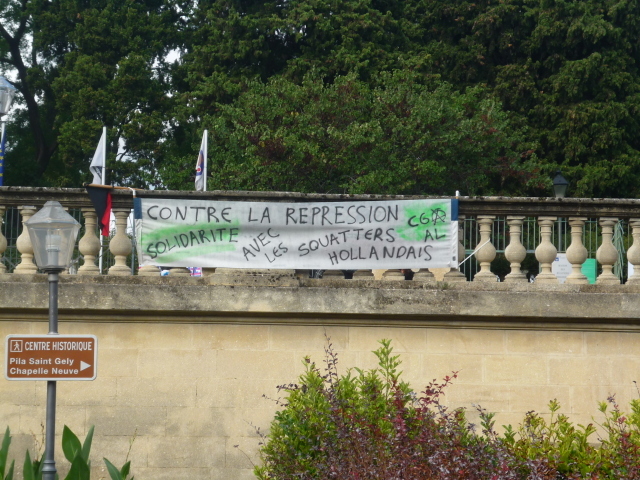 CONTRE LA REPRESSION CGA
SOLIDARITE AVEC LES SQUATTERS AL
HOLLANDAIS
CENTRE HISTORIQUE
Pila Saint Gely
Chapelle Neuve